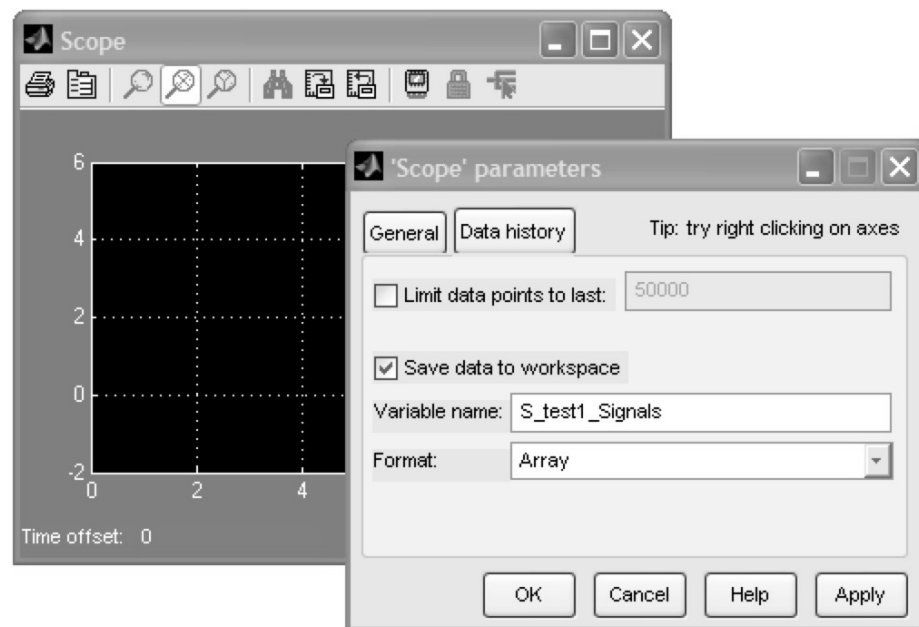 Scope
6
4
2
0
-2
0
2
4
Time offset: 0
'Scope' parameters
General
Data history
Tip: try right clicking on axes
Limit data points to last:
50000
Save data to workspace
Variable name:
S_test1_Signals
Format:
Array
OK
Cancel
Help
Apply